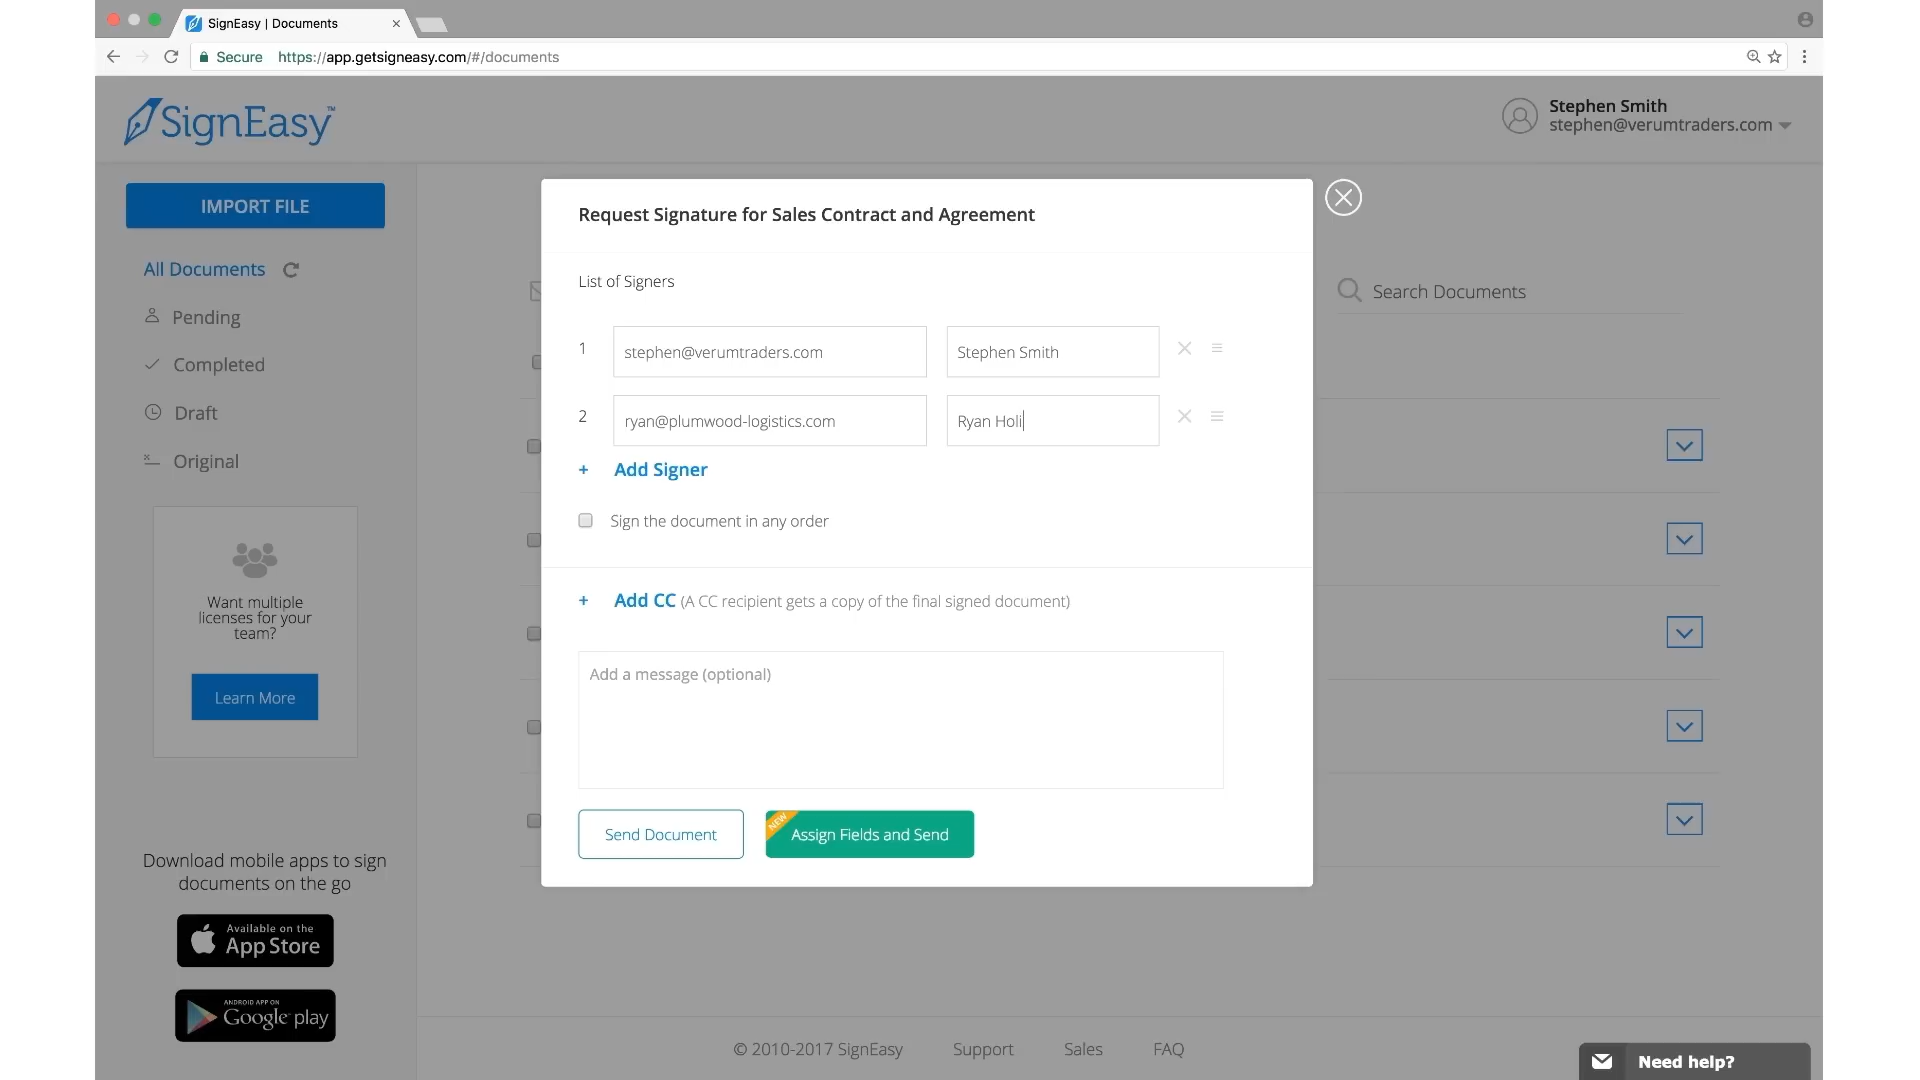 SignEasy | Documents
Secure https://app.getsigneasy.com/#/documents
SignEasy™
Stephen Smith
stephen@verumtraders.com
IMPORT FILE
All Documents
Pending
Completed
Draft
Original
Want multiple
licenses for your
team?
Learn More
Download mobile apps to sign
documents on the go
Available on the
App Store
ANDROID APP ON
Google play
Search Documents
Request Signature for Sales Contract and Agreement
List of Signers
1 stephen@verumtraders.com Stephen Smith
2 ryan@plumwood-logistics.com Ryan Holi
+ Add Signer
Sign the document in any order
+ Add CC (A CC recipient gets a copy of the final signed document)
Add a message (optional)
Send Document
NEW
Assign Fields and Send
© 2010-2017 SignEasy Support Sales FAQ
Need help?